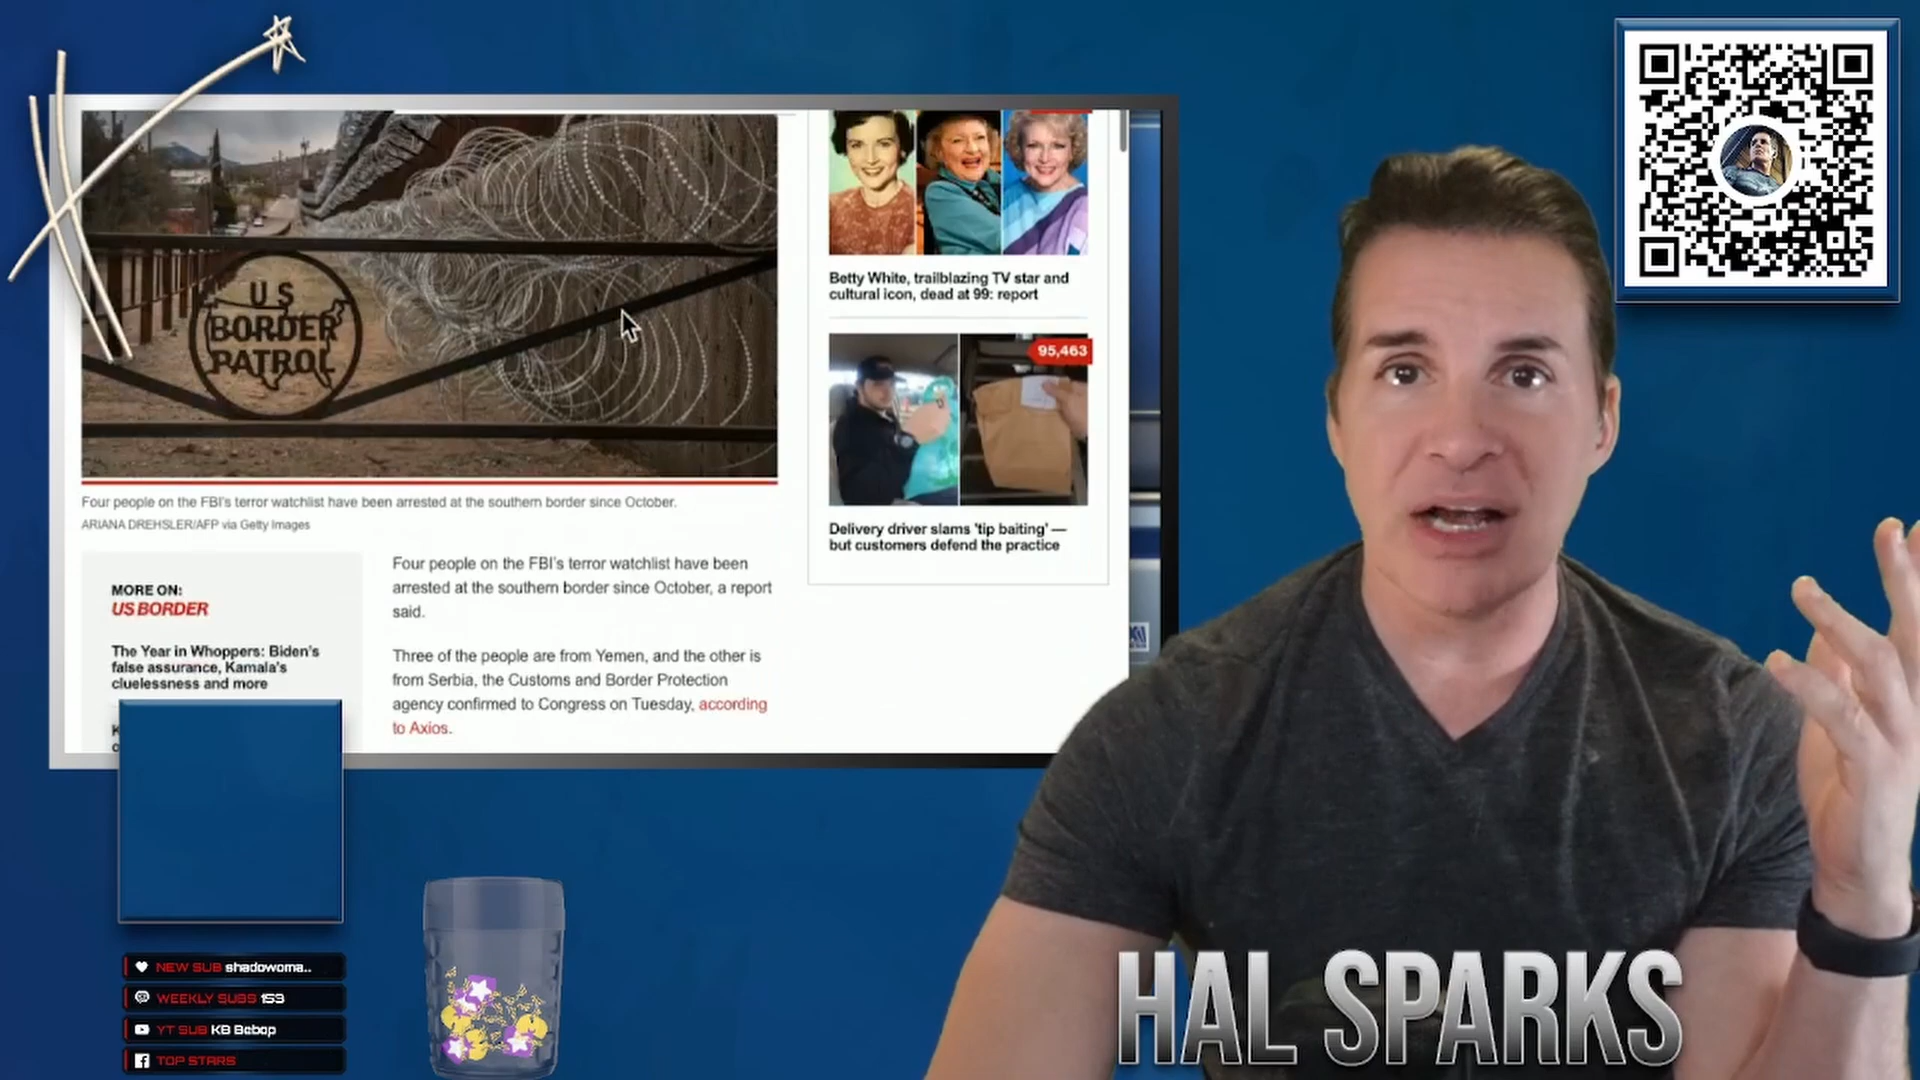 U S
BORDER
PATROL
Four people on the FBI's terror watchlist have been arrested at the southern border since October.
ARIANA DREHSLER/AFP via Getty Images
MORE ON:
US BORDER
The Year in Whoppers: Biden's
false assurance, Kamala's
cluelessness and more
Four people on the FBI's terror watchlist have been
arrested at the southern border since October, a report
said.
Three of the people are from Yemen, and the other is
from Serbia, the Customs and Border Protection
agency confirmed to Congress on Tuesday, according
to Axios.
Betty White, trailblazing TV star and
cultural icon, dead at 99: report
95,463
Delivery driver slams 'tip baiting' —
but customers defend the practice
NEW SUB shadowoma..
WEEKLY SUBS 153
YT SUB KB Bebop
TOP STARS
HAL SPARKS